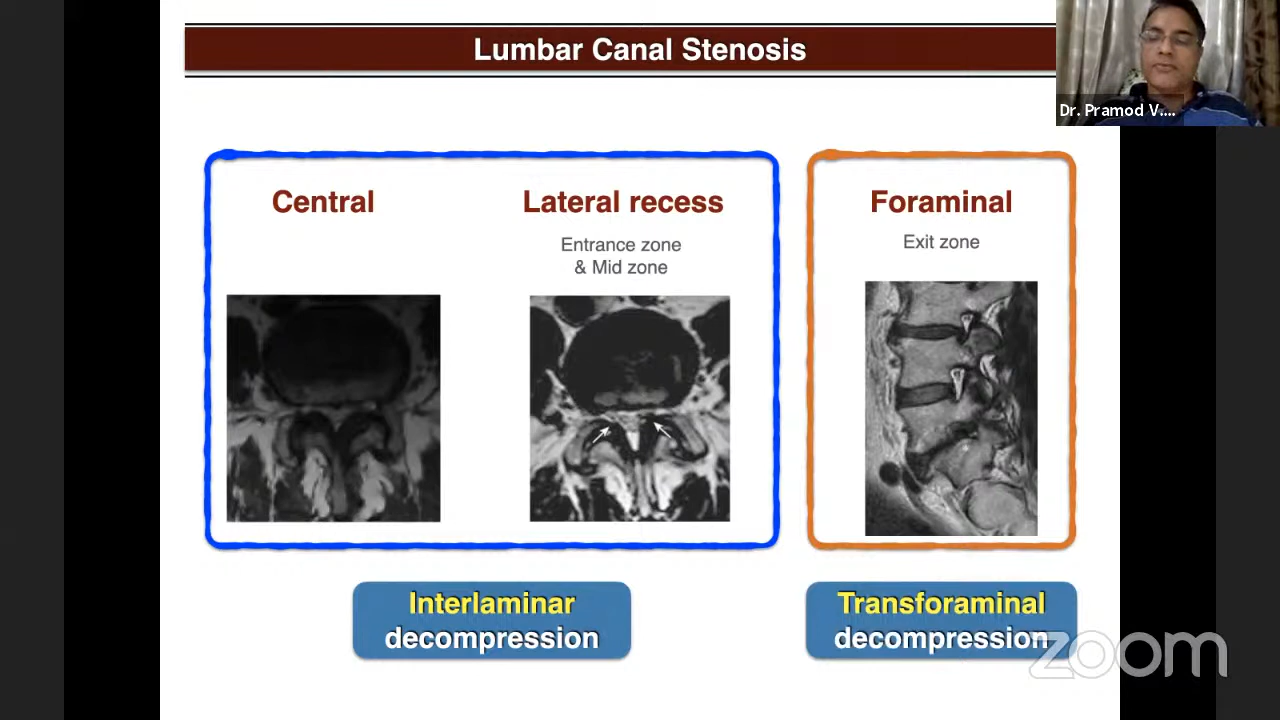 Lumbar Canal Stenosis
Dr. Pramod V....
Central
Lateral recess
Entrance zone
& Mid zone
Foraminal
Exit zone
Interlaminar
decompression
Transforaminal
decompression
zoom